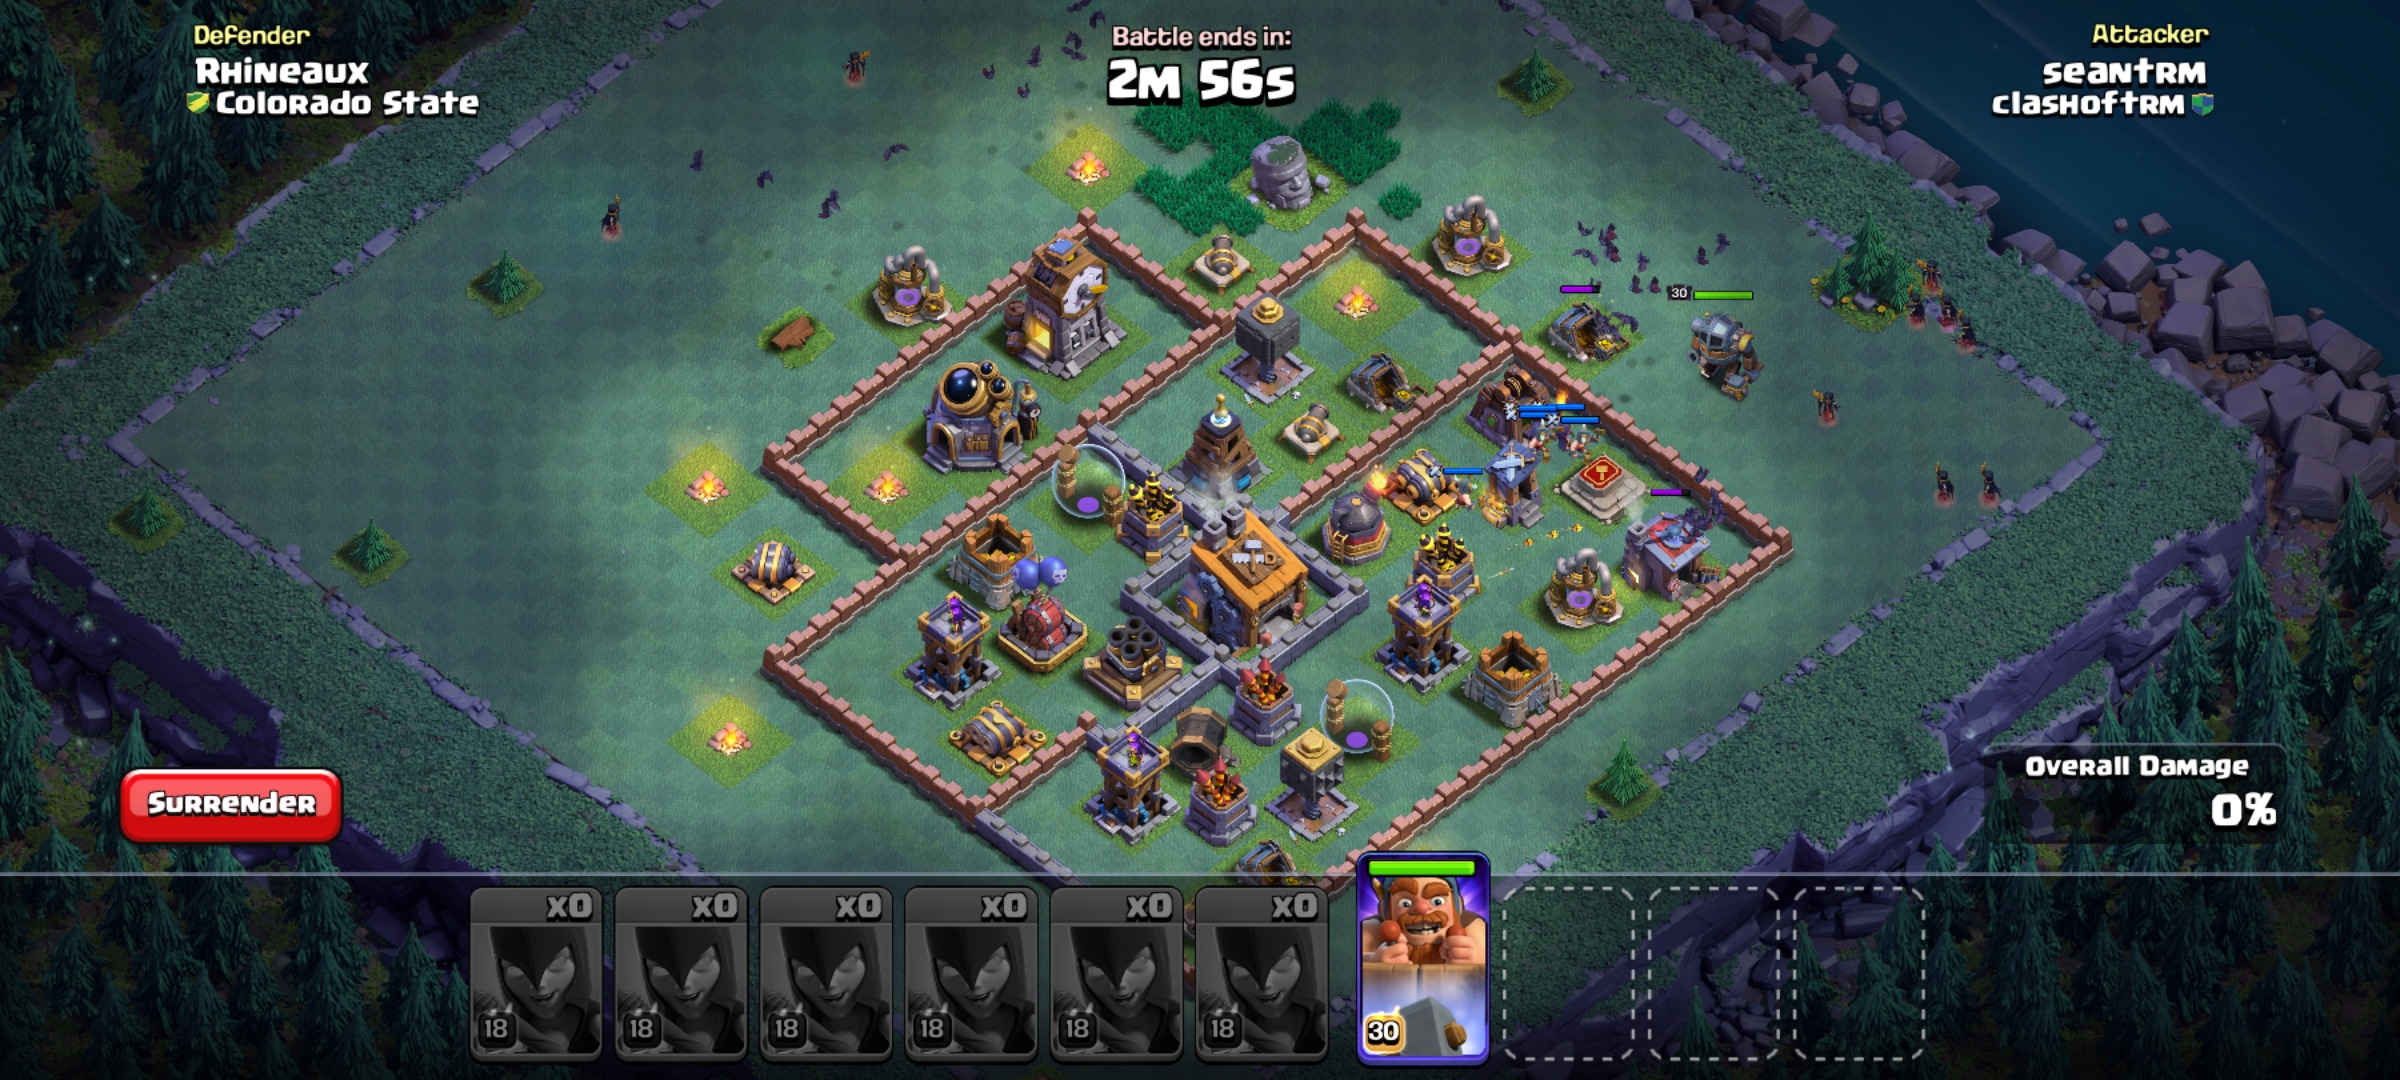 Defender
Rhineaux
Colorado State
Battle ends in:
2m 56s
Attacker
seantrm
clashoftrm
30
Surrender
Overall Damage
0%
x0
x0
x0
x0
x0
x0
18
18
18
18
18
18
30